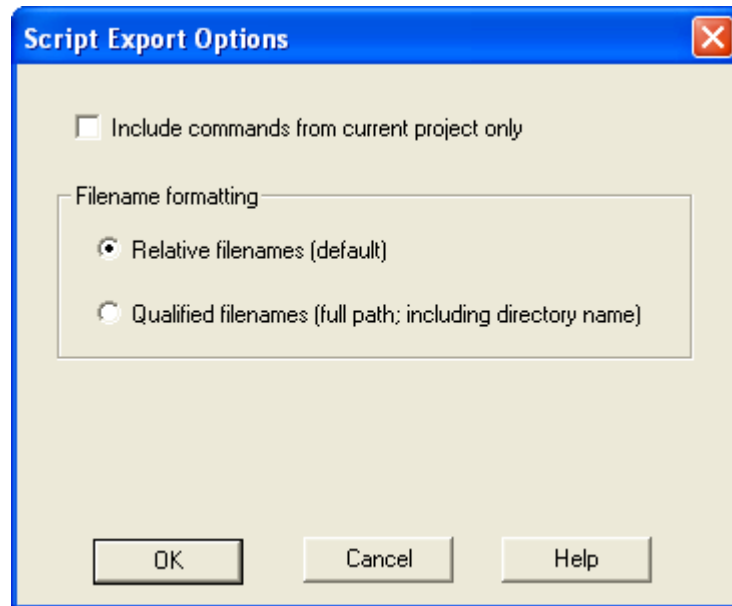 Script Export Options
Include commands from current project only
Filename formatting
Relative filenames (default)
Qualified filenames (full path; including directory name)
OK Cancel Help